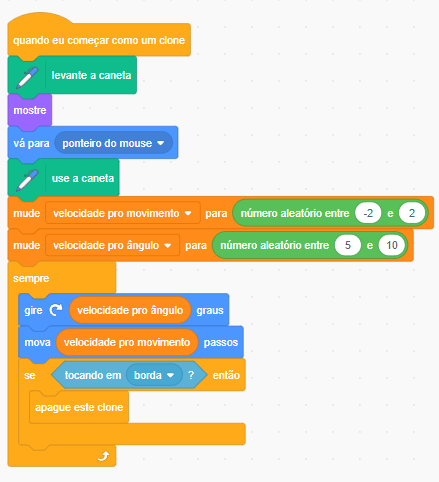 quando eu começar como um clone
levante a caneta
mostre
vá para ponteiro do mouse
use a caneta
mude velocidade pro movimento para número aleatório entre -2 e 2
mude velocidade pro ângulo para número aleatório entre 5 e 10
sempre
gire velocidade pro ângulo graus
mova velocidade pro movimento passos
se tocando em borda ? então
apague este clone